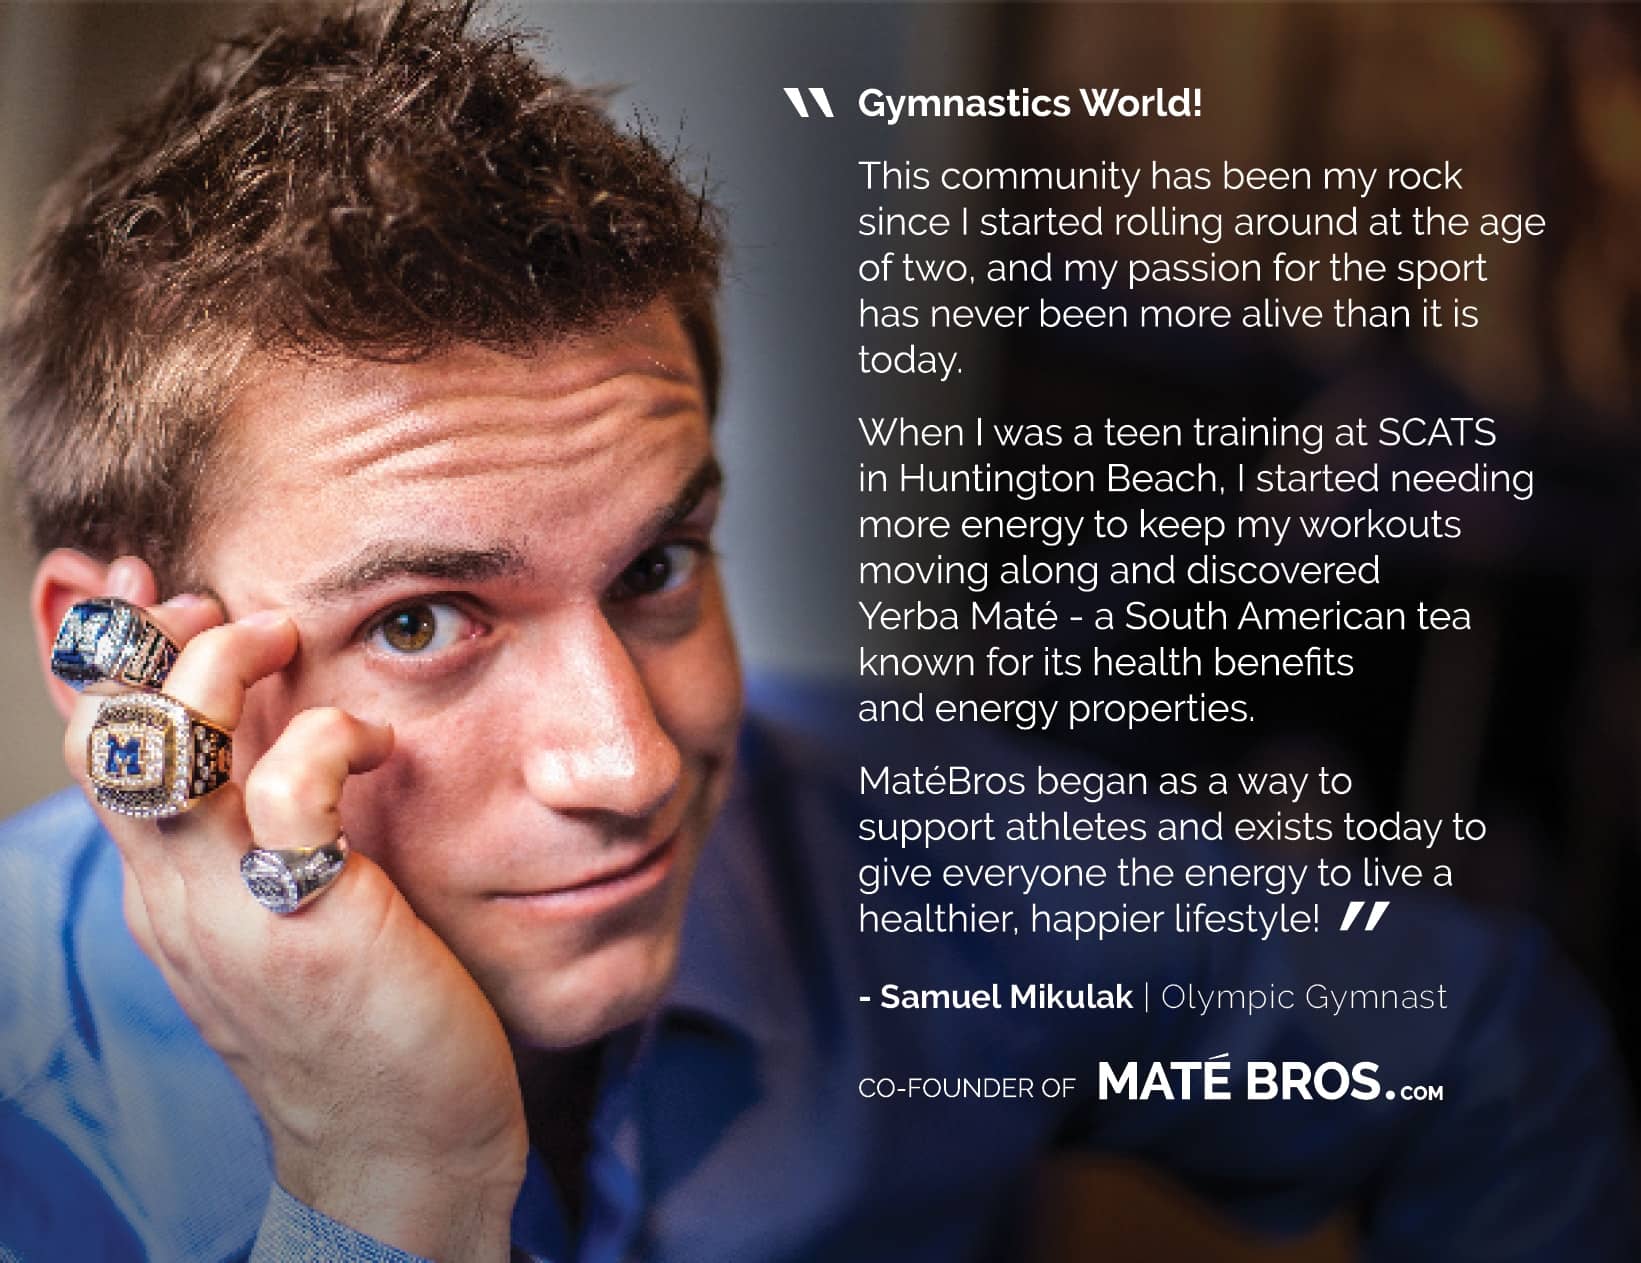 " Gymnastics World!
This community has been my rock
since I started rolling around at the age
of two, and my passion for the sport
has never been more alive than it is
today.
When I was a teen training at SCATS
in Huntington Beach, I started needing
more energy to keep my workouts
moving along and discovered
Yerba Maté - a South American tea
known for its health benefits
and energy properties.
MatéBros began as a way to
support athletes and exists today to
give everyone the energy to live a
healthier, happier lifestyle! "
- Samuel Mikulak | Olympic Gymnast
CO-FOUNDER OF MATÉ BROS.COM
M